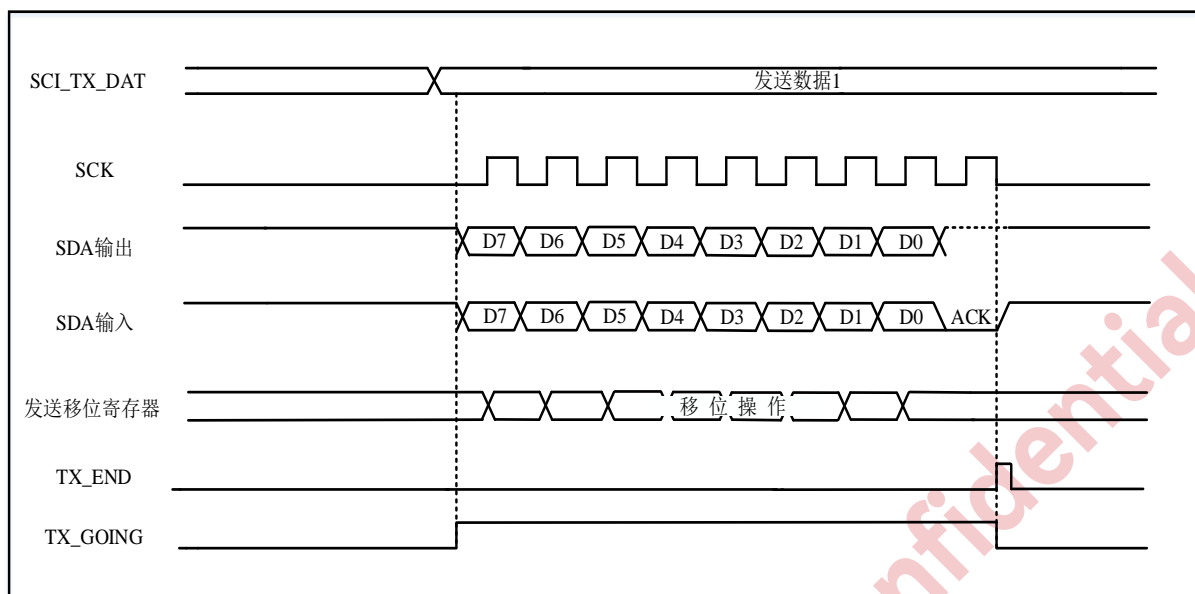 SCI_TX_DAT 发送数据1
SCK
SDA输出 D7 D6 D5 D4 D3 D2 D1 D0
SDA输入 D7 D6 D5 D4 D3 D2 D1 D0 ACK
发送移位寄存器 移 位 操 作
TX_END
TX_GOING
nfidential